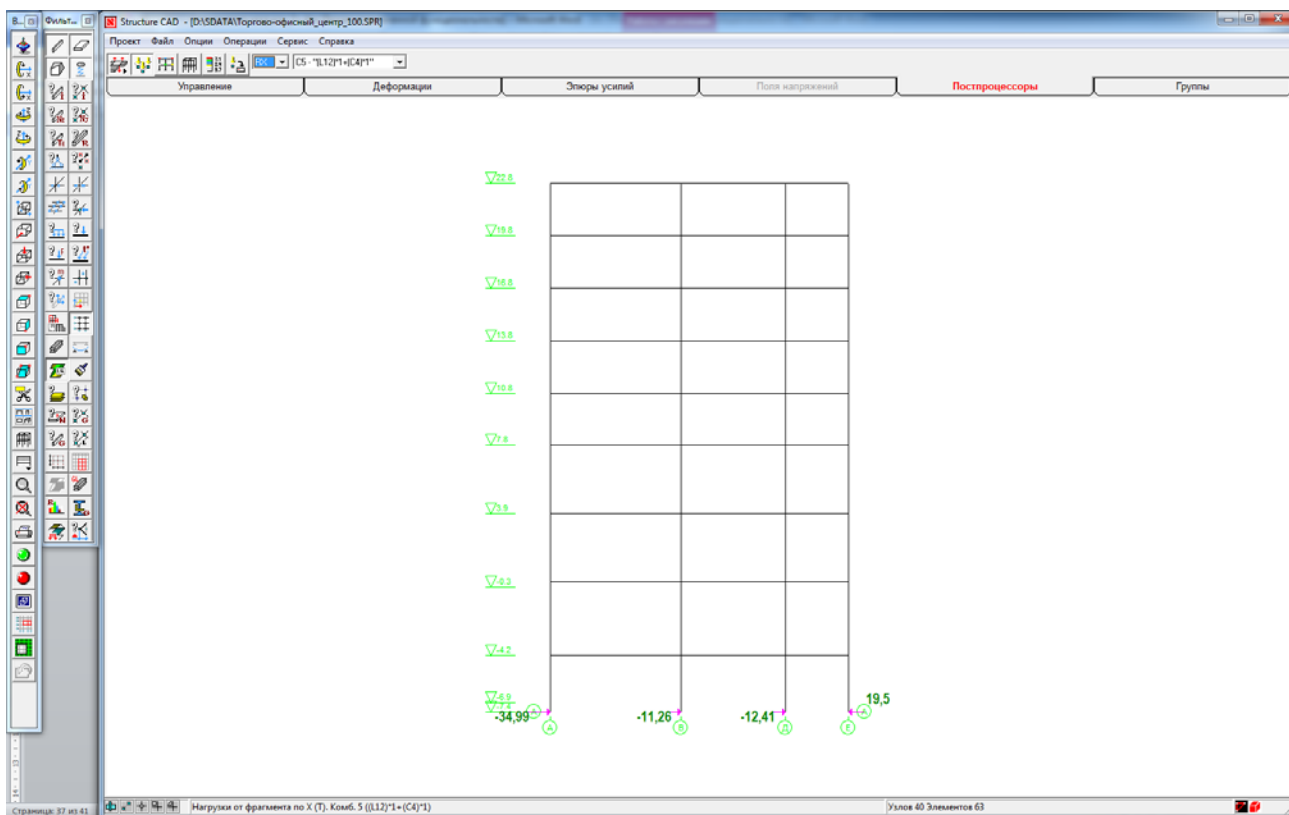 В...
Фильт...
Structure CAD - [D:\SDATA\Торгово-офисный_центр_100.SPR]
Проект Файл Опции Операции Сервис Справка
C5 - "((L12)*1+(C4)*1"
Управление Деформации Эпюры усилий Поля напряжений Постпроцессоры Группы
22.8
19.8
16.8
13.8
10.8
7.8
3.9
-0.3
-4.2
-6.9
19,5
-34,99 -11,26 -12,41
А В Д Е
Страница: 37 из 41
Нагрузки от фрагмента по X (Т). Комб. 5 ((L12)*1+(C4)*1)
Узлов 40 Элементов 63